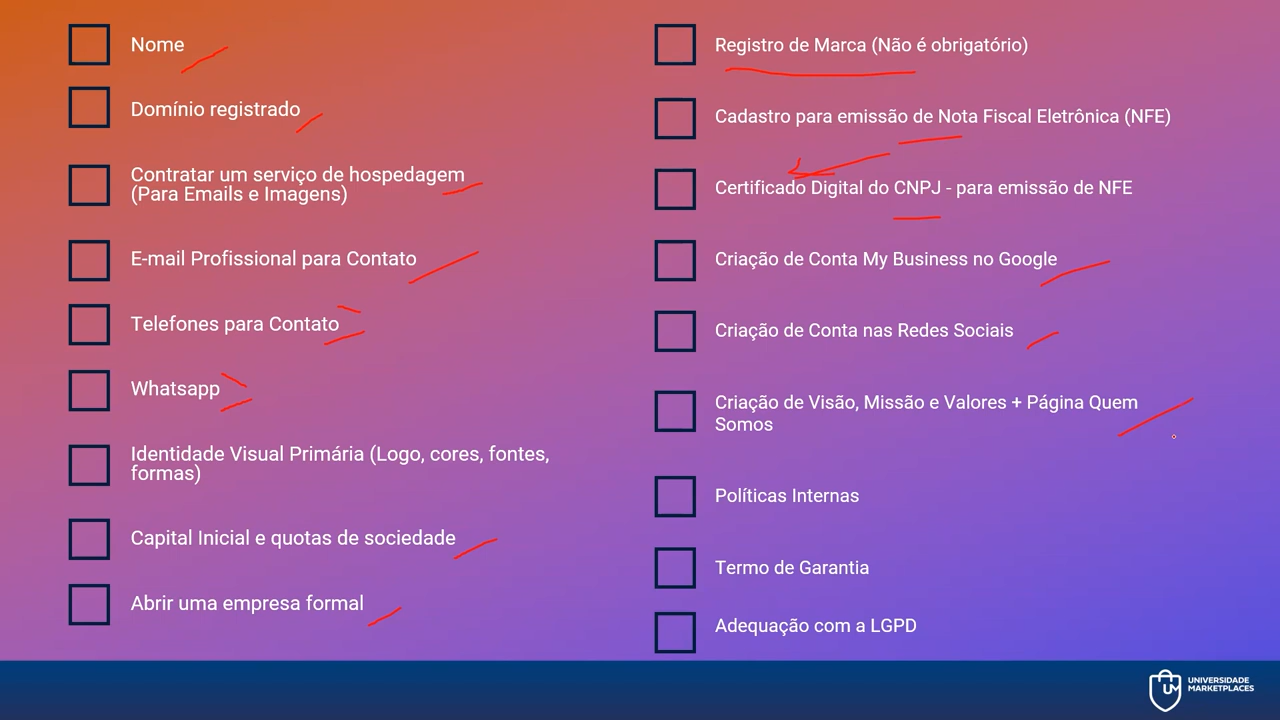 Nome
Domínio registrado
Contratar um serviço de hospedagem
(Para Emails e Imagens)
E-mail Profissional para Contato
Telefones para Contato
Whatsapp
Identidade Visual Primária (Logo, cores, fontes,
formas)
Capital Inicial e quotas de sociedade
Abrir uma empresa formal
Registro de Marca (Não é obrigatório)
Cadastro para emissão de Nota Fiscal Eletrônica (NFE)
Certificado Digital do CNPJ - para emissão de NFE
Criação de Conta My Business no Google
Criação de Conta nas Redes Sociais
Criação de Visão, Missão e Valores + Página Quem
Somos
Políticas Internas
Termo de Garantia
Adequação com a LGPD
UM
UNIVERSIDADE
MARKETPLACES